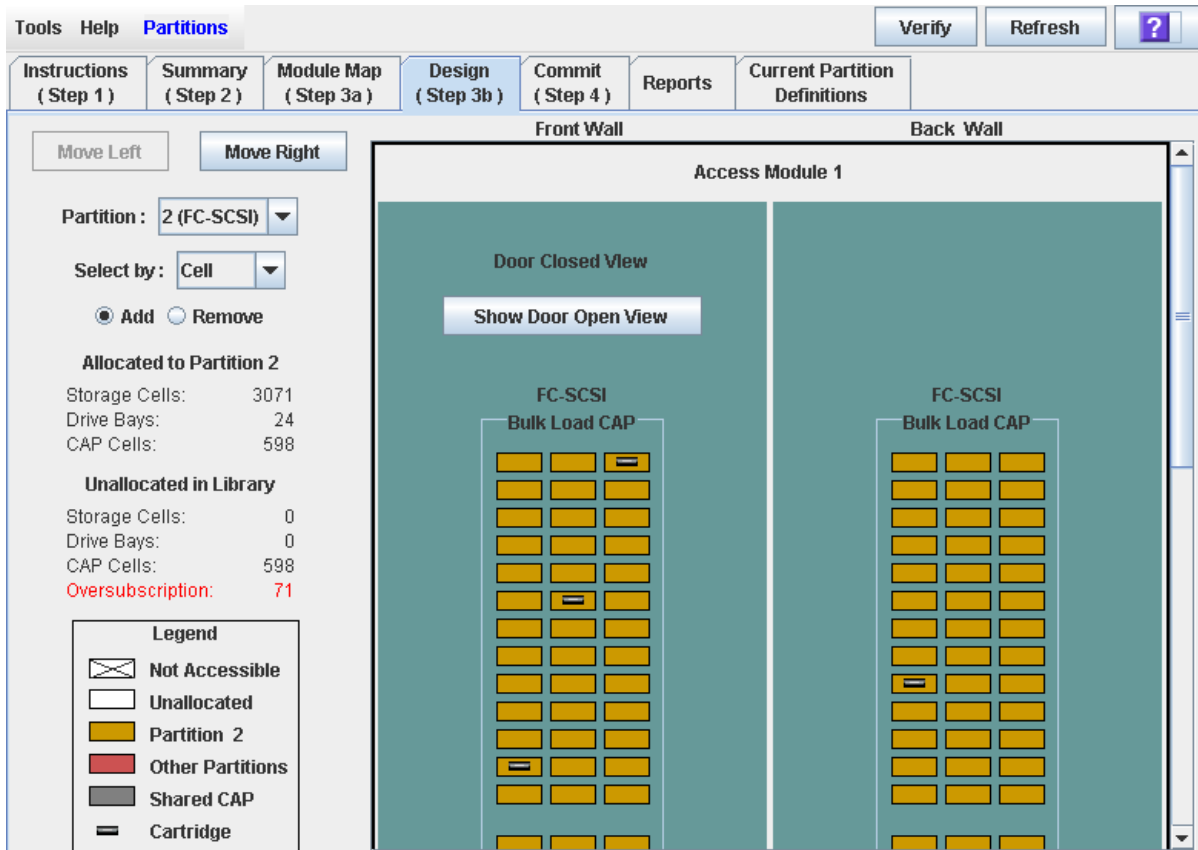 Tools Help Partitions Verify Refresh ?
Instructions Summary Module Map Design Commit Reports Current Partition
( Step 1 ) ( Step 2 ) ( Step 3a ) ( Step 3b ) ( Step 4 ) Definitions
Move Left Move Right
Partition : 2 (FC-SCSI)
Select by : Cell
Add Remove
Allocated to Partition 2
Storage Cells: 3071
Drive Bays: 24
CAP Cells: 598
Unallocated in Library
Storage Cells: 0
Drive Bays: 0
CAP Cells: 598
Oversubscription: 71
Legend
Not Accessible
Unallocated
Partition 2
Other Partitions
Shared CAP
Cartridge
Front Wall Back Wall
Access Module 1
Door Closed View
Show Door Open View
FC-SCSI
Bulk Load CAP
FC-SCSI
Bulk Load CAP